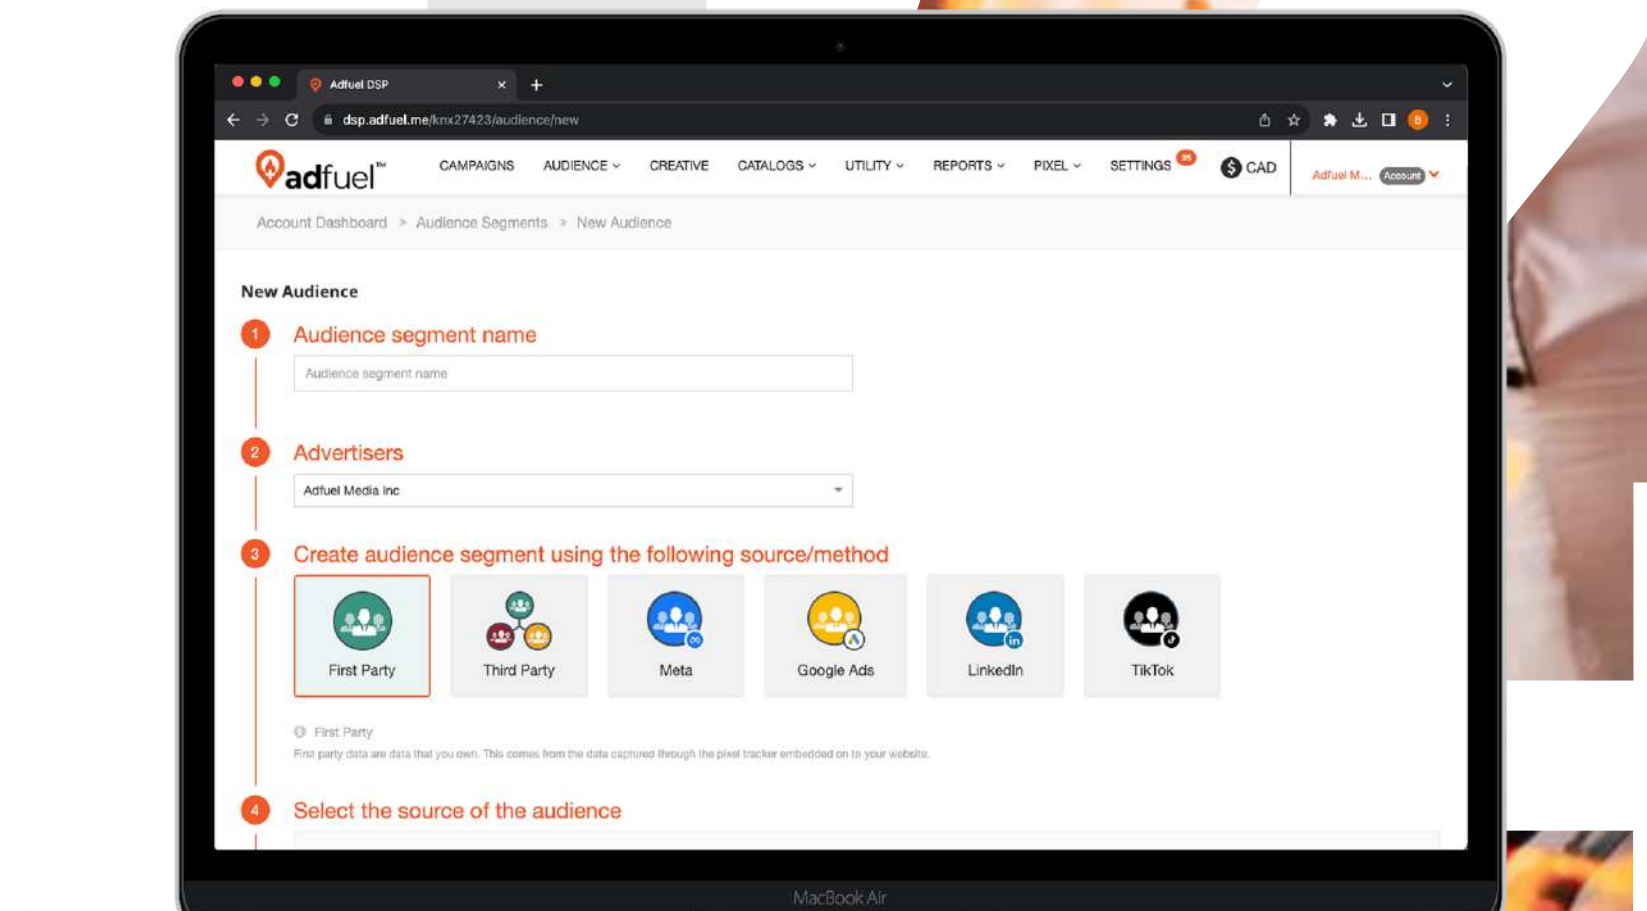 Adfuel DSP
dsp.adfuel.me/knx27423/audience/new
B
adfuel™
CAMPAIGNS AUDIENCE CREATIVE CATALOGS UTILITY REPORTS PIXEL SETTINGS 25 $ CAD
Adfuel M... Account
Account Dashboard > Audience Segments > New Audience
New Audience
1 Audience segment name
Audience segment name
2 Advertisers
Adfuel Media Inc
3 Create audience segment using the following source/method
First Party Third Party Meta Google Ads LinkedIn TikTok
First Party
First party data are data that you own. This comes from the data captured through the pixel tracker embedded on to your website.
4 Select the source of the audience
MacBook Air